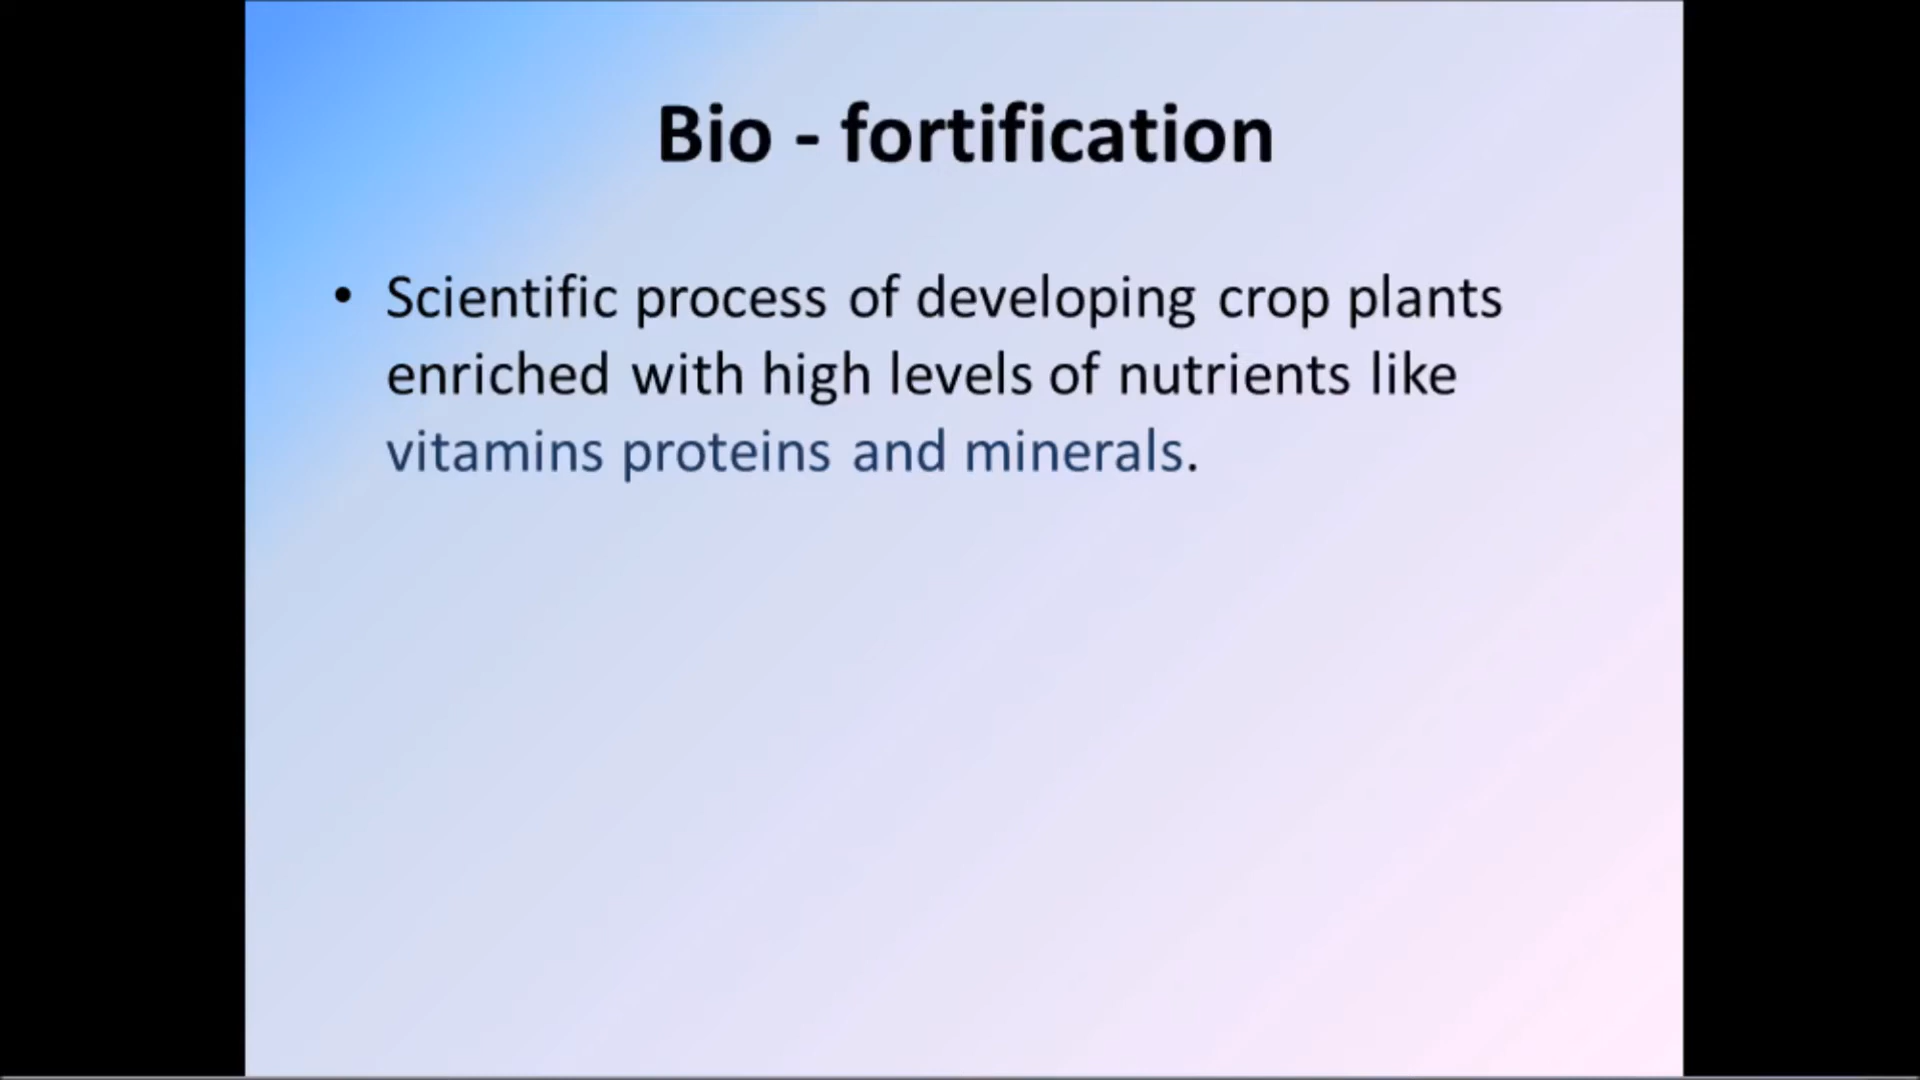 Bio - fortification
• Scientific process of developing crop plants
enriched with high levels of nutrients like
vitamins proteins and minerals.